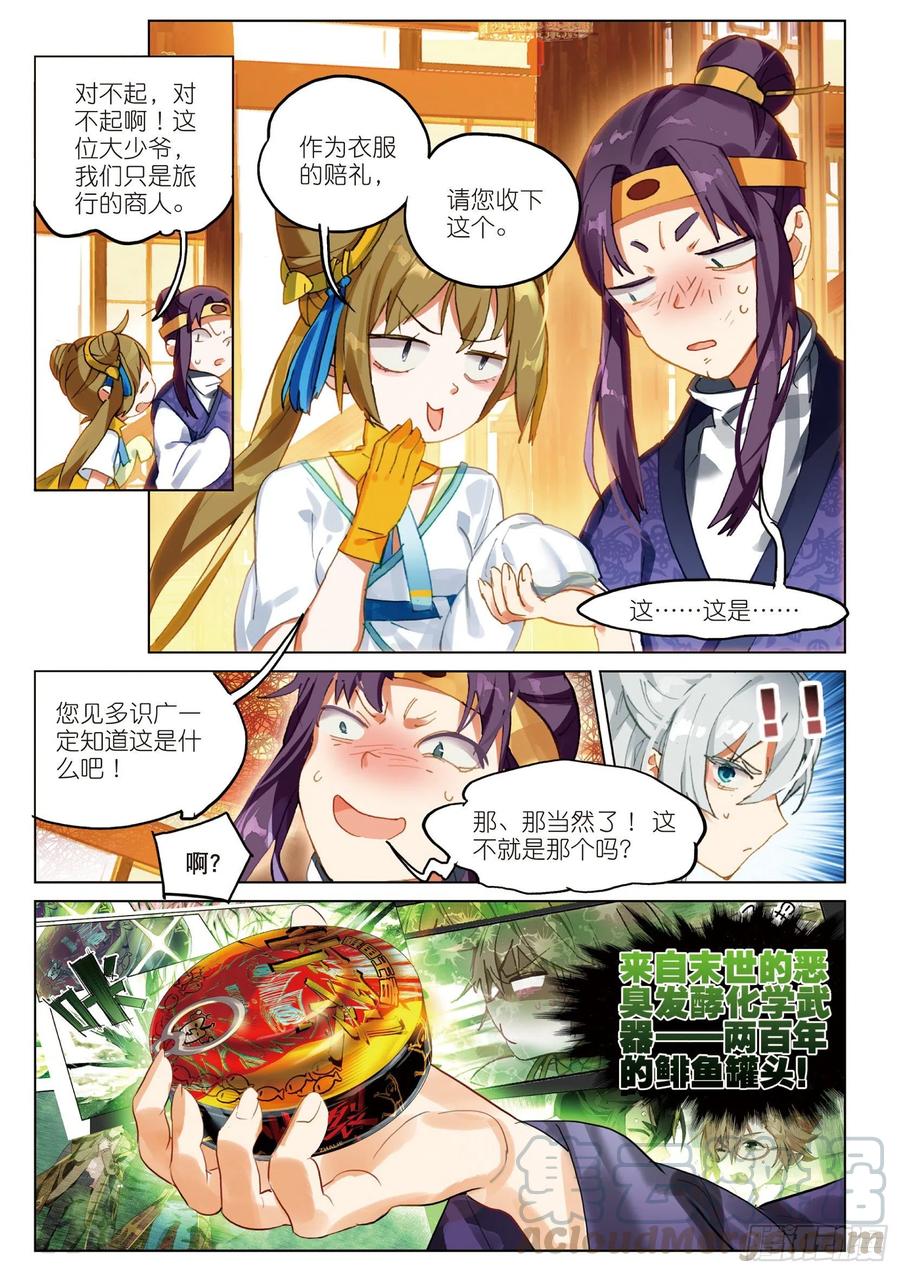 对不起，对
不起啊！这
位大少爷，
我们只是旅
行的商人。
作为衣服
的赔礼，
请您收下
这个。
这……这是……
您见多识广一
定知道这是什
么吧！
啊？
那、那当然了！这
不就是那个吗？
!!
咔
来自末世的恶
臭发酵化学武
器——两百年
的鲱鱼罐头！